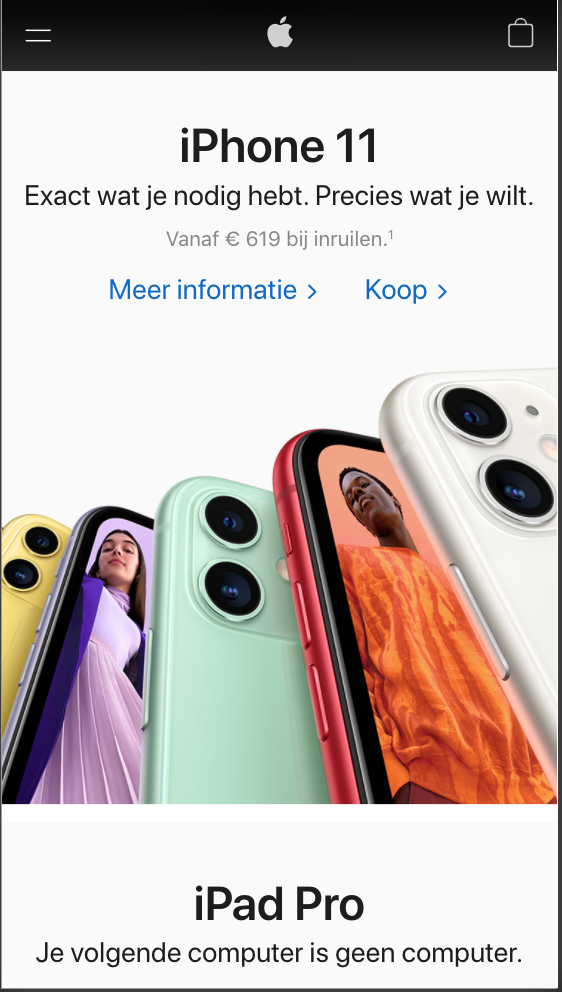 iPhone 11
Exact wat je nodig hebt. Precies wat je wilt.
Vanaf € 619 bij inruilen.¹
Meer informatie > Koop >
iPad Pro
Je volgende computer is geen computer.